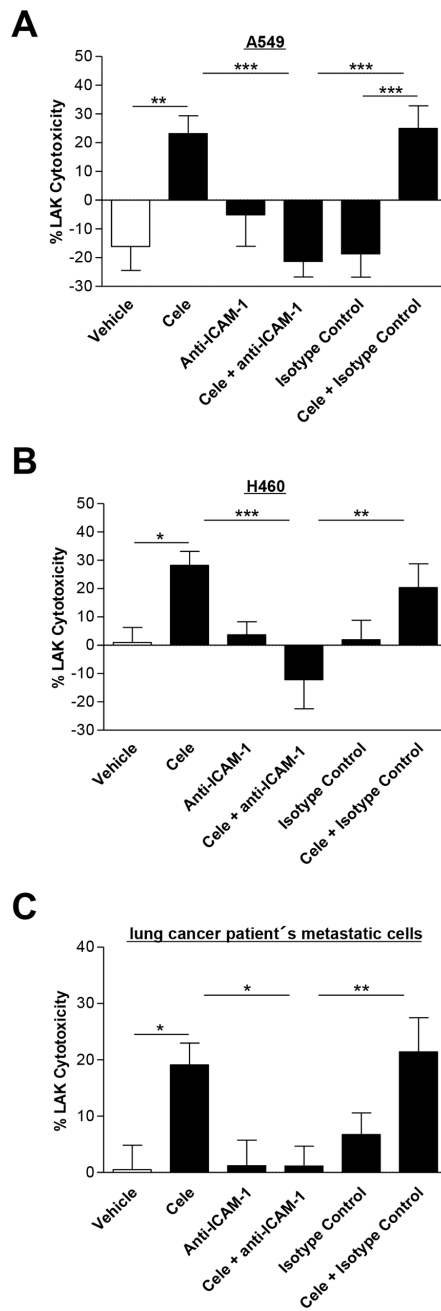 A
A549
*** ***
** ***
% LAK Cytotoxicity
50
40
30
20
10
0
-10
-20
-30
Vehicle
Cele
Anti-ICAM-1
Cele + anti-ICAM-1
Isotype Control
Cele + Isotype Control
B
H460
* *** **
% LAK Cytotoxicity
50
40
30
20
10
0
-10
-20
-30
Vehicle
Cele
Anti-ICAM-1
Cele + anti-ICAM-1
Isotype Control
Cele + Isotype Control
C
lung cancer patient´s metastatic cells
* * **
% LAK Cytotoxicity
40
30
20
10
0
Vehicle
Cele
Anti-ICAM-1
Cele + anti-ICAM-1
Isotype Control
Cele + Isotype Control